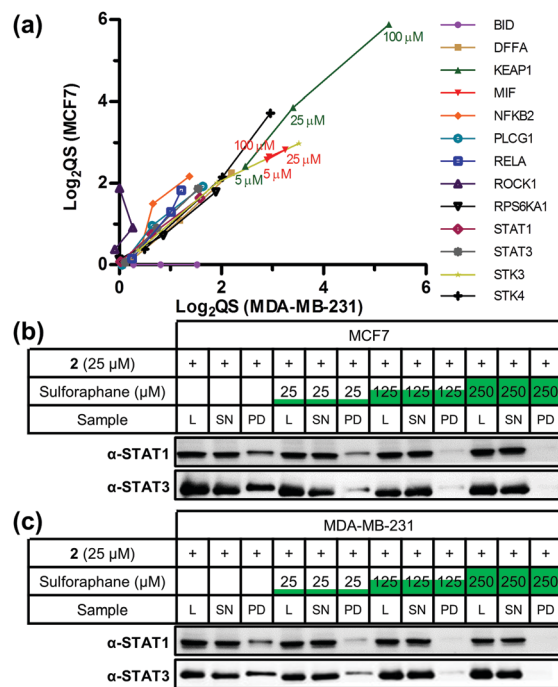 (a)
Log2QS (MCF7)
6
4
2
0
0 2 4 6
Log2QS (MDA-MB-231)
100 μM
25 μM
5 μM
100 μM
25 μM
5 μM
BID
DFFA
KEAP1
MIF
NFKB2
PLCG1
RELA
ROCK1
RPS6KA1
STAT1
STAT3
STK3
STK4
(b)
MCF7
2 (25 μM) + + + + + + + + + + + +
Sulforaphane (μM) 25 25 25 125 125 125 250 250 250
Sample L SN PD L SN PD L SN PD L SN PD
α-STAT1
α-STAT3
(c)
MDA-MB-231
2 (25 μM) + + + + + + + + + + + +
Sulforaphane (μM) 25 25 25 125 125 125 250 250 250
Sample L SN PD L SN PD L SN PD L SN PD
α-STAT1
α-STAT3